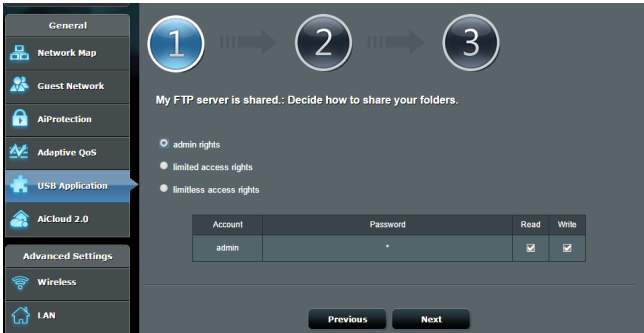 General
Network Map
Guest Network
AiProtection
Adaptive QoS
USB Application
AiCloud 2.0
Advanced Settings
Wireless
LAN
1 2 3
My FTP server is shared.: Decide how to share your folders.
admin rights
limited access rights
limitless access rights
Account Password Read Write
admin *
Previous Next